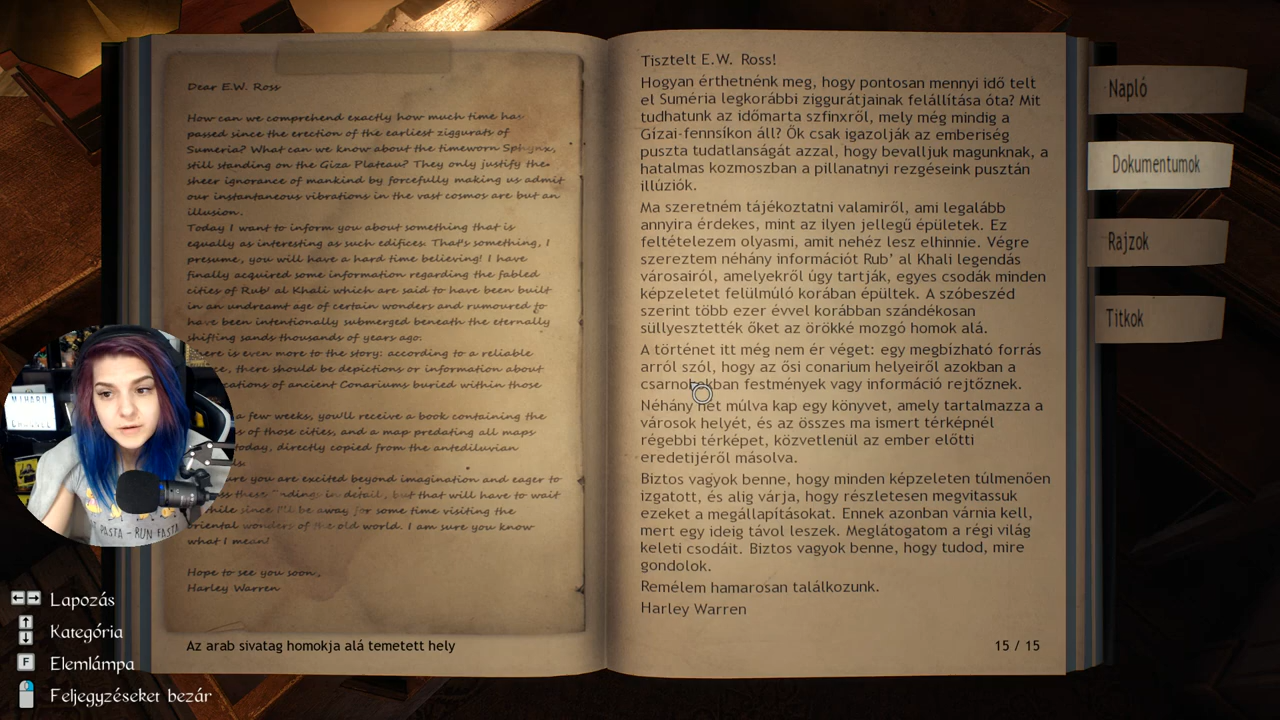 Dear E.W. Ross
How can we comprehend exactly how much time has
passed since the erection of the earliest ziggurats of
Sumeria? What can we know about the timeworn Sphynx,
still standing on the Giza Plateau? They only justify the
sheer ignorance of mankind by forcefully making us admit
our instantaneous vibrations in the vast cosmos are but an
illusion.
Today I want to inform you about something that is
equally as interesting as such edifices. That's something, I
presume, you will have a hard time believing! I have
finally acquired some information regarding the fabled
cities of Rub' al Khali which are said to have been built
in an undreamt age of certain wonders and rumoured to
have been intentionally submerged beneath the eternally
shifting sands thousands of years ago.
there is even more to the story: according to a reliable
there should be depictions or information about
of ancient Conariums buried within those
a few weeks, you'll receive a book containing the
of those cities, and a map predating all maps
today, directly copied from the antediluvian
you are excited beyond imagination and eager to
these in detail, but that will have to wait
while since I'll be away for some time visiting the
oriental wonders of the old world. I am sure you know
what I mean!
Hope to see you soon,
Harley Warren
Az arab sivatag homokja alá temetett hely
Tisztelt E.W. Ross!
Hogyan érthetnénk meg, hogy pontosan mennyi idő telt
el Suméria legkorábbi ziggurátjainak felállítása óta? Mit
tudhatunk az időmarta szfinxről, mely még mindig a
Gízai-fennsíkon áll? Ők csak igazolják az emberiség
puszta tudatlanságát azzal, hogy bevalljuk magunknak, a
hatalmas kozmoszban a pillanatnyi rezgéseink pusztán
illúziók.
Ma szeretném tájékoztatni valamiről, ami legalább
annyira érdekes, mint az ilyen jellegű épületek. Ez
feltételezem olyasmi, amit nehéz lesz elhinnie. Végre
szereztem néhány információt Rub' al Khali legendás
városairól, amelyekről úgy tartják, egyes csodák minden
képzeletet felülmúló korában épültek. A szóbeszéd
szerint több ezer évvel korábban szándékosan
süllyesztették őket az örökké mozgó homok alá.
A történet itt még nem ér véget: egy megbízható forrás
arról szól, hogy az ősi conarium helyeiről azokban a
csarnokokban festmények vagy információ rejtőznek.
Néhány hét múlva kap egy könyvet, amely tartalmazza a
városok helyét, és az összes ma ismert térképnél
régebbi térképet, közvetlenül az ember előtti
eredetijéről másolva.
Biztos vagyok benne, hogy minden képzeleten túlmenően
izgatott, és alig várja, hogy részletesen megvitassuk
ezeket a megállapításokat. Ennek azonban várnia kell,
mert egy ideig távol leszek. Meglátogatom a régi világ
keleti csodáit. Biztos vagyok benne, hogy tudod, mire
gondolok.
Remélem hamarosan találkozunk.
Harley Warren
15 / 15
Napló
Dokumentumok
Rajzok
Titkok
Lapozás
Kategória
F Elemlámpa
Feljegyzéseket bezár
PASTA - RUN FASTA